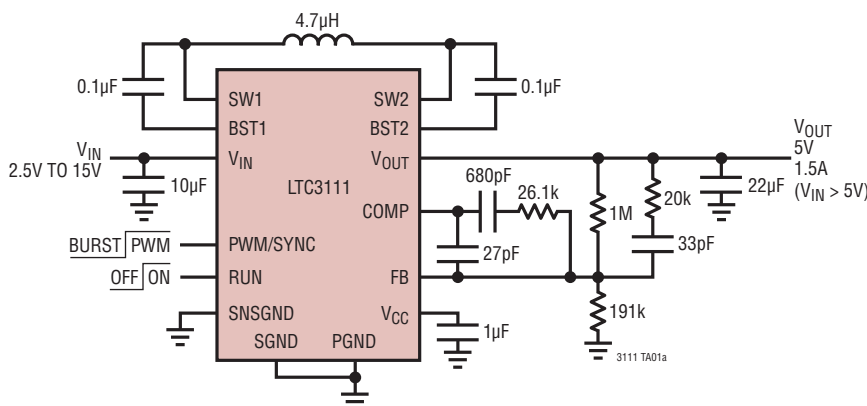 4.7µH
0.1µF
0.1µF
SW1
SW2
BST1
BST2
VIN
2.5V TO 15V
VIN
VOUT
VOUT
5V
1.5A
(VIN > 5V)
10µF
LTC3111
680pF
26.1k
1M
20k
22µF
COMP
27pF
33pF
BURST PWM
PWM/SYNC
OFF ON
RUN
FB
SNSGND
VCC
1µF
191k
SGND
PGND
3111 TA01a